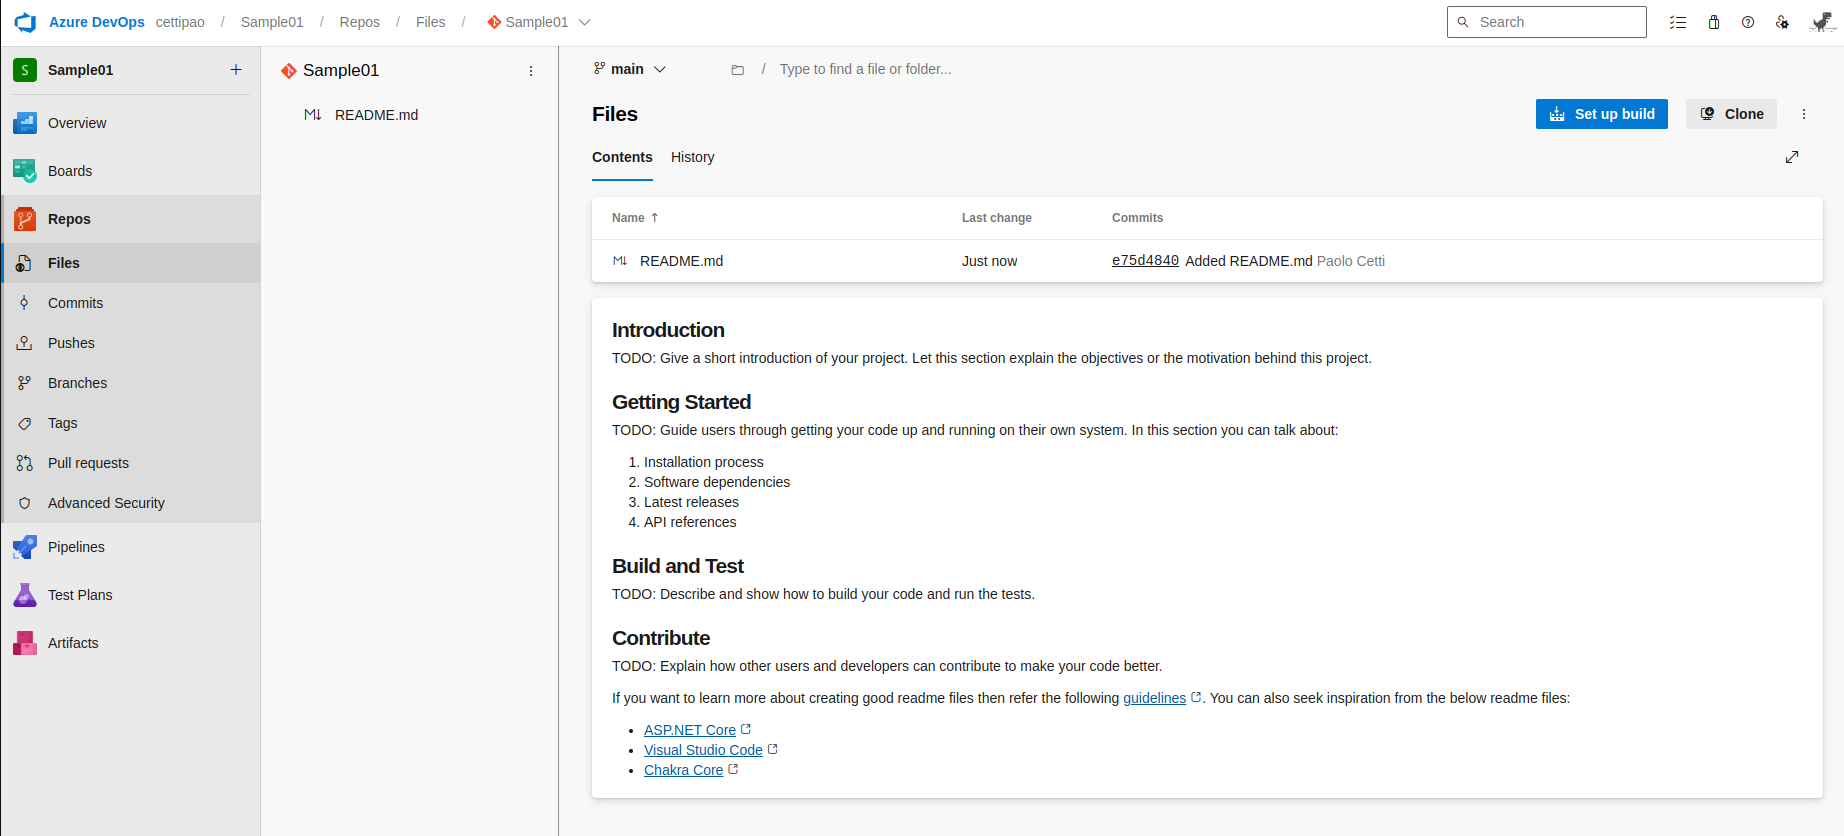 Azure DevOps cettipao / Sample01 / Repos / Files / Sample01
Search
S Sample01 +
Overview
Boards
Repos
Files
Commits
Pushes
Branches
Tags
Pull requests
Advanced Security
Pipelines
Test Plans
Artifacts
Sample01
README.md
main / Type to find a file or folder...
Files
Set up build Clone
Contents History
Name ↑ Last change Commits
README.md Just now e75d4840 Added README.md Paolo Cetti
Introduction
TODO: Give a short introduction of your project. Let this section explain the objectives or the motivation behind this project.
Getting Started
TODO: Guide users through getting your code up and running on their own system. In this section you can talk about:
1. Installation process
2. Software dependencies
3. Latest releases
4. API references
Build and Test
TODO: Describe and show how to build your code and run the tests.
Contribute
TODO: Explain how other users and developers can contribute to make your code better.
If you want to learn more about creating good readme files then refer the following guidelines. You can also seek inspiration from the below readme files:
• ASP.NET Core
• Visual Studio Code
• Chakra Core